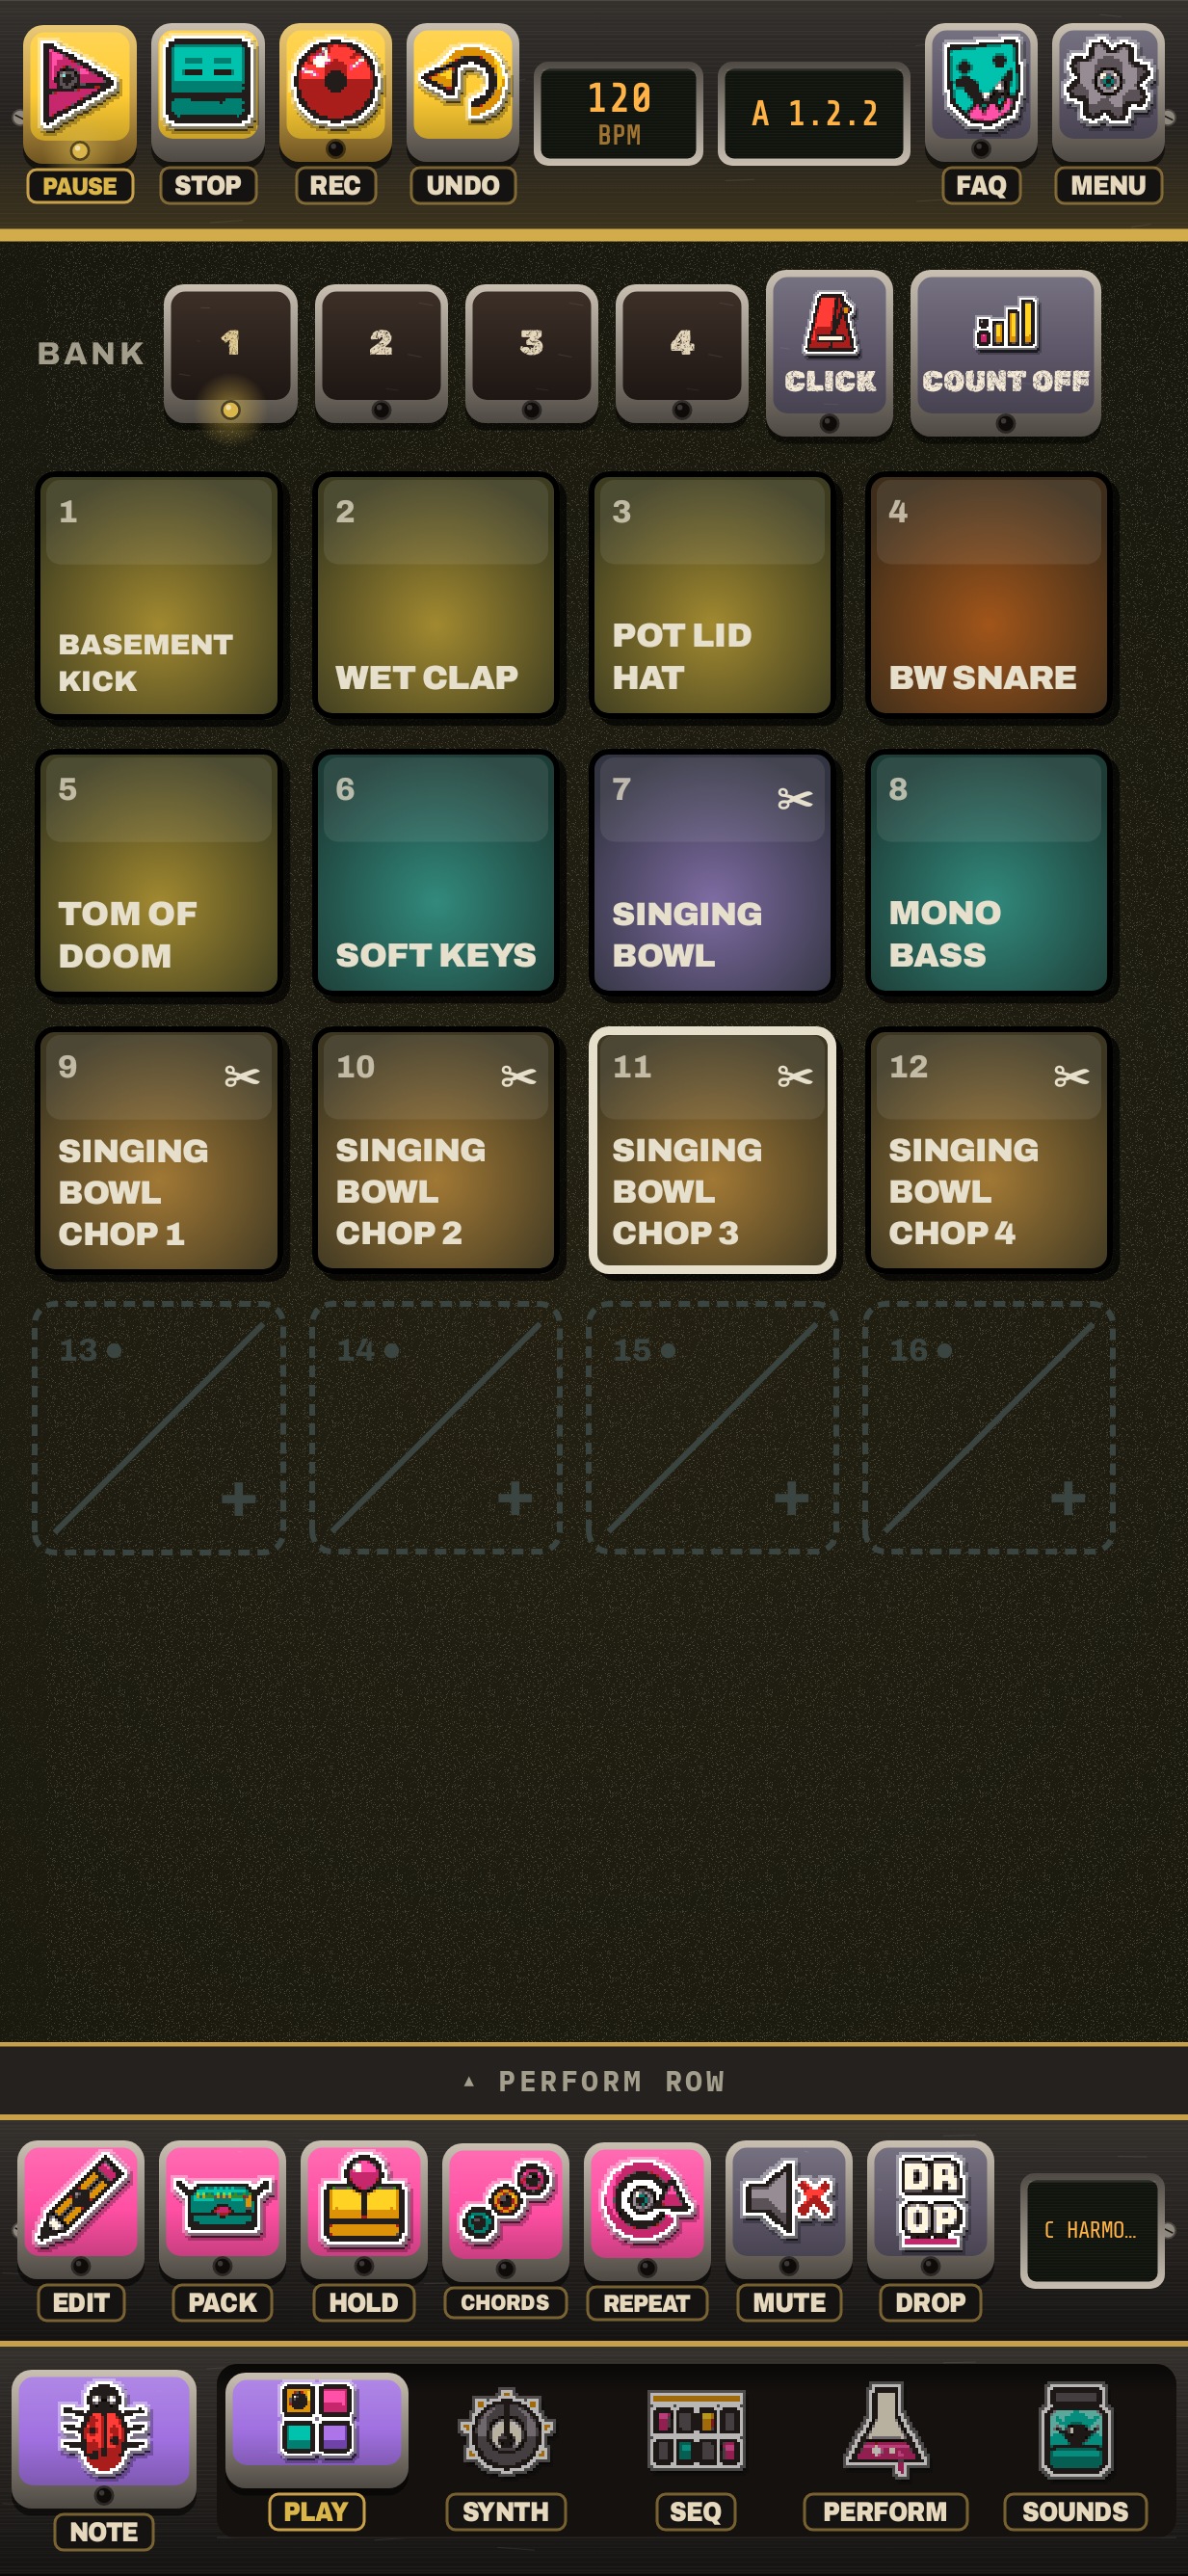 PAUSE
STOP
REC
UNDO
120
BPM
A 1.2.2
FAQ
MENU
BANK
1
2
3
4
CLICK
COUNT OFF
1
BASEMENT
KICK
2
WET CLAP
3
POT LID
HAT
4
BW SNARE
5
TOM OF
DOOM
6
SOFT KEYS
7
SINGING
BOWL
8
MONO
BASS
9
SINGING
BOWL
CHOP 1
10
SINGING
BOWL
CHOP 2
11
SINGING
BOWL
CHOP 3
12
SINGING
BOWL
CHOP 4
13
14
15
16
PERFORM ROW
EDIT
PACK
HOLD
CHORDS
REPEAT
MUTE
DR
OP
DROP
C HARMO…
NOTE
PLAY
SYNTH
SEQ
PERFORM
SOUNDS